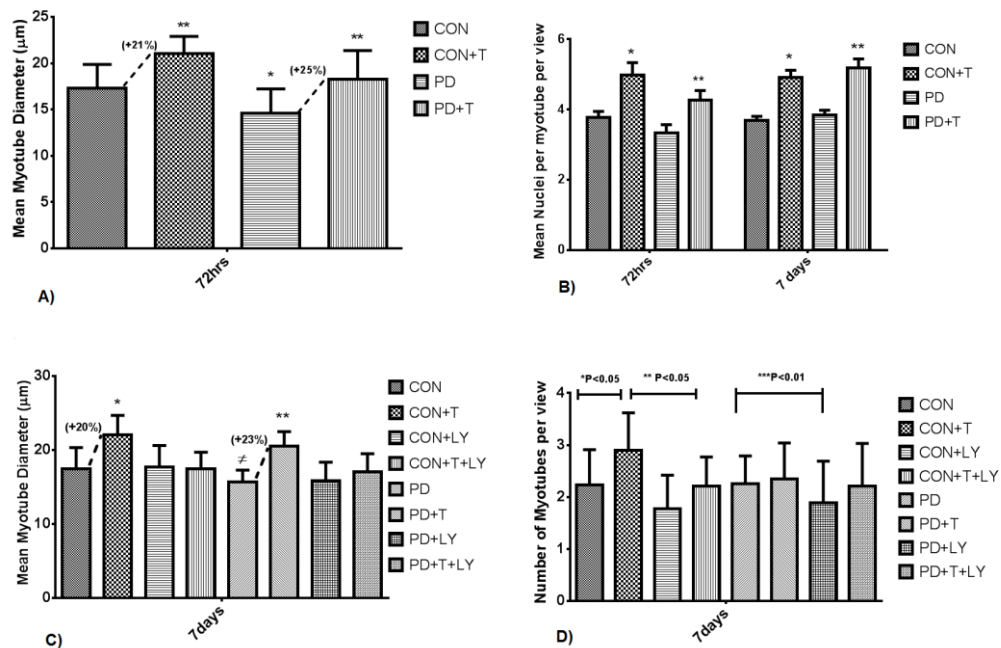 Mean Myotube Diameter (μm)
25
20
15
10
5
0
(+21%)
**
*
(+25%)
**
72hrs
CON
CON+T
PD
PD+T
A)
Mean Nuclei per myotube per view
6
4
2
0
*
**
*
**
72hrs
7 days
CON
CON+T
PD
PD+T
B)
Mean Myotube Diameter (μm)
30
20
10
0
(+20%)
*
(+23%)
≠
**
7days
CON
CON+T
CON+LY
CON+T+LY
PD
PD+T
PD+LY
PD+T+LY
C)
Number of Myotubes per view
4
3
2
1
0
*P<0.05
** P<0.05
***P<0.01
7days
CON
CON+T
CON+LY
CON+T+LY
PD
PD+T
PD+LY
PD+T+LY
D)